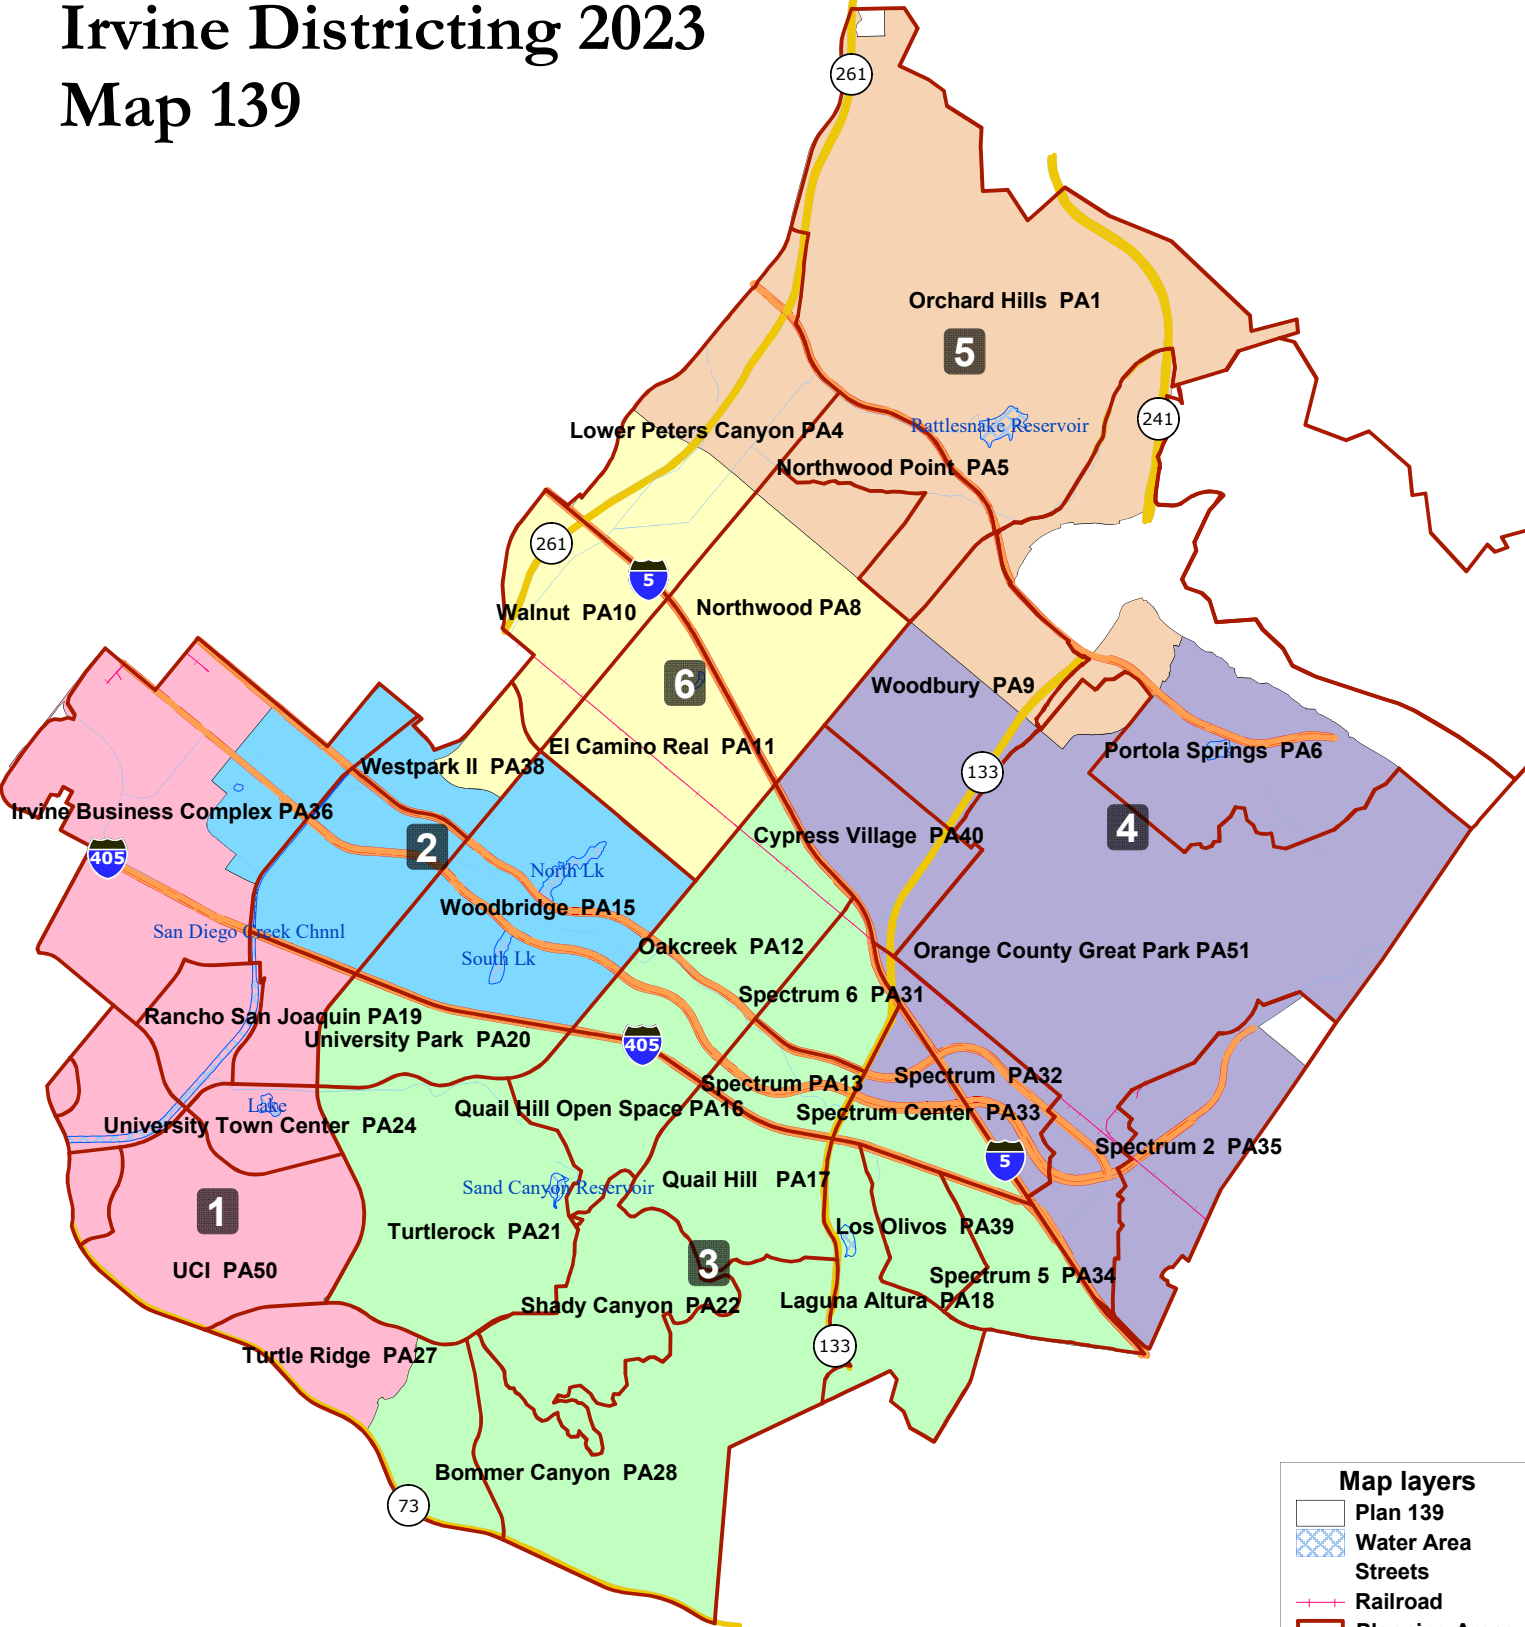 Irvine Districting 2023
Map 139
261
Orchard Hills PA1
5
241
Rattlesnake Reservoir
Lower Peters Canyon PA4
Northwood Point PA5
261
5
Walnut PA10
Northwood PA8
6
Woodbury PA9
El Camino Real PA11
Portola Springs PA6
Westpark II PA38
133
Irvine Business Complex PA36
4
Cypress Village PA40
2
405
North Lk
Woodbridge PA15
San Diego Creek Chnnl
Oakcreek PA12
Orange County Great Park PA51
South Lk
Spectrum 6 PA31
Rancho San Joaquin PA19
University Park PA20
405
Spectrum PA32
Spectrum PA13
Lake
Quail Hill Open Space PA16
Spectrum Center PA33
University Town Center PA24
Spectrum 2 PA35
5
Quail Hill PA17
Sand Canyon Reservoir
1
Los Olivos PA39
Turtlerock PA21
3
UCI PA50
Spectrum 5 PA34
Laguna Altura PA18
Shady Canyon PA22
133
Turtle Ridge PA27
Bommer Canyon PA28
73
Map layers
Plan 139
Water Area
Streets
Railroad